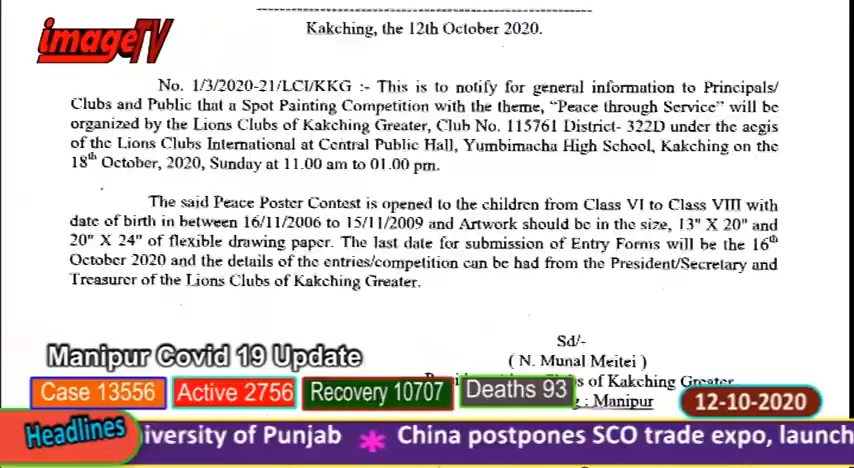 Kakching, the 12th October 2020.
imageTV
No. 1/3/2020-21/LCI/KKG :- This is to notify for general information to Principals/
Clubs and Public that a Spot Painting Competition with the theme, “Peace through Service” will be
organized by the Lions Clubs of Kakching Greater, Club No. 115761 District- 322D under the aegis
of the Lions Clubs International at Central Public Hall, Yumbimacha High School, Kakching on the
18th October, 2020, Sunday at 11.00 am to 01.00 pm.
The said Peace Poster Contest is opened to the children from Class VI to Class VIII with
date of birth in between 16/11/2006 to 15/11/2009 and Artwork should be in the size, 13" X 20" and
20" X 24" of flexible drawing paper. The last date for submission of Entry Forms will be the 16th
October 2020 and the details of the entries/competition can be had from the President/Secretary and
Treasurer of the Lions Clubs of Kakching Greater.
Sd/-
( N. Munal Meitei )
s of Kakching Greater
: Manipur
Manipur Covid 19 Update
Case 13556 Active 2756 Recovery 10707 Deaths 93
12-10-2020
Headlines iversity of Punjab * China postpones SCO trade expo, launch